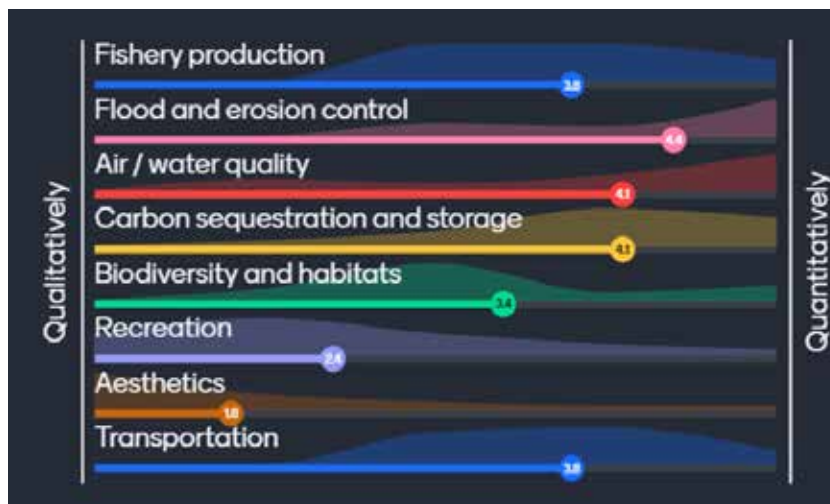 Qualitatively
Fishery production
3.8
Flood and erosion control
4.4
Air / water quality
4.1
Carbon sequestration and storage
4.1
Biodiversity and habitats
3.4
Recreation
2.4
Aesthetics
1.8
Transportation
3.8
Quantitatively